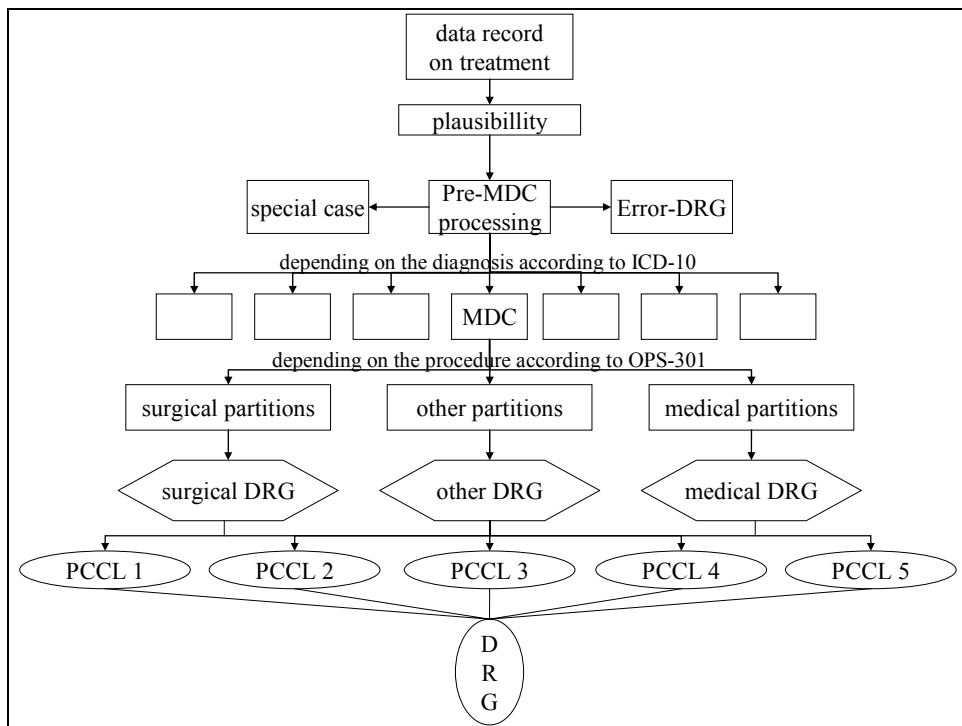 data record
on treatment
plausibillity
special case
Pre-MDC
processing
Error-DRG
depending on the diagnosis according to ICD-10
MDC
depending on the procedure according to OPS-301
surgical partitions
other partitions
medical partitions
surgical DRG
other DRG
medical DRG
PCCL 1
PCCL 2
PCCL 3
PCCL 4
PCCL 5
D
R
G